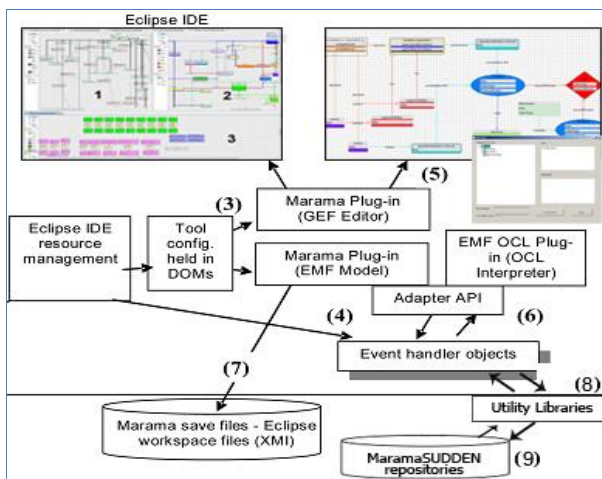 Eclipse IDE
1
2
3
(3)
(5)
Marama Plug-in
(GEF Editor)
Eclipse IDE
resource
management
Tool
config.
held in
DOMs
Marama Plug-in
(EMF Model)
EMF OCL Plug-
in (OCL
Interpreter)
Adapter API
(4)
(6)
Event handler objects
(7)
(8)
Marama save files - Eclipse
workspace files (XMI)
Utility Libraries
MaramaSUDDEN
repositories
(9)